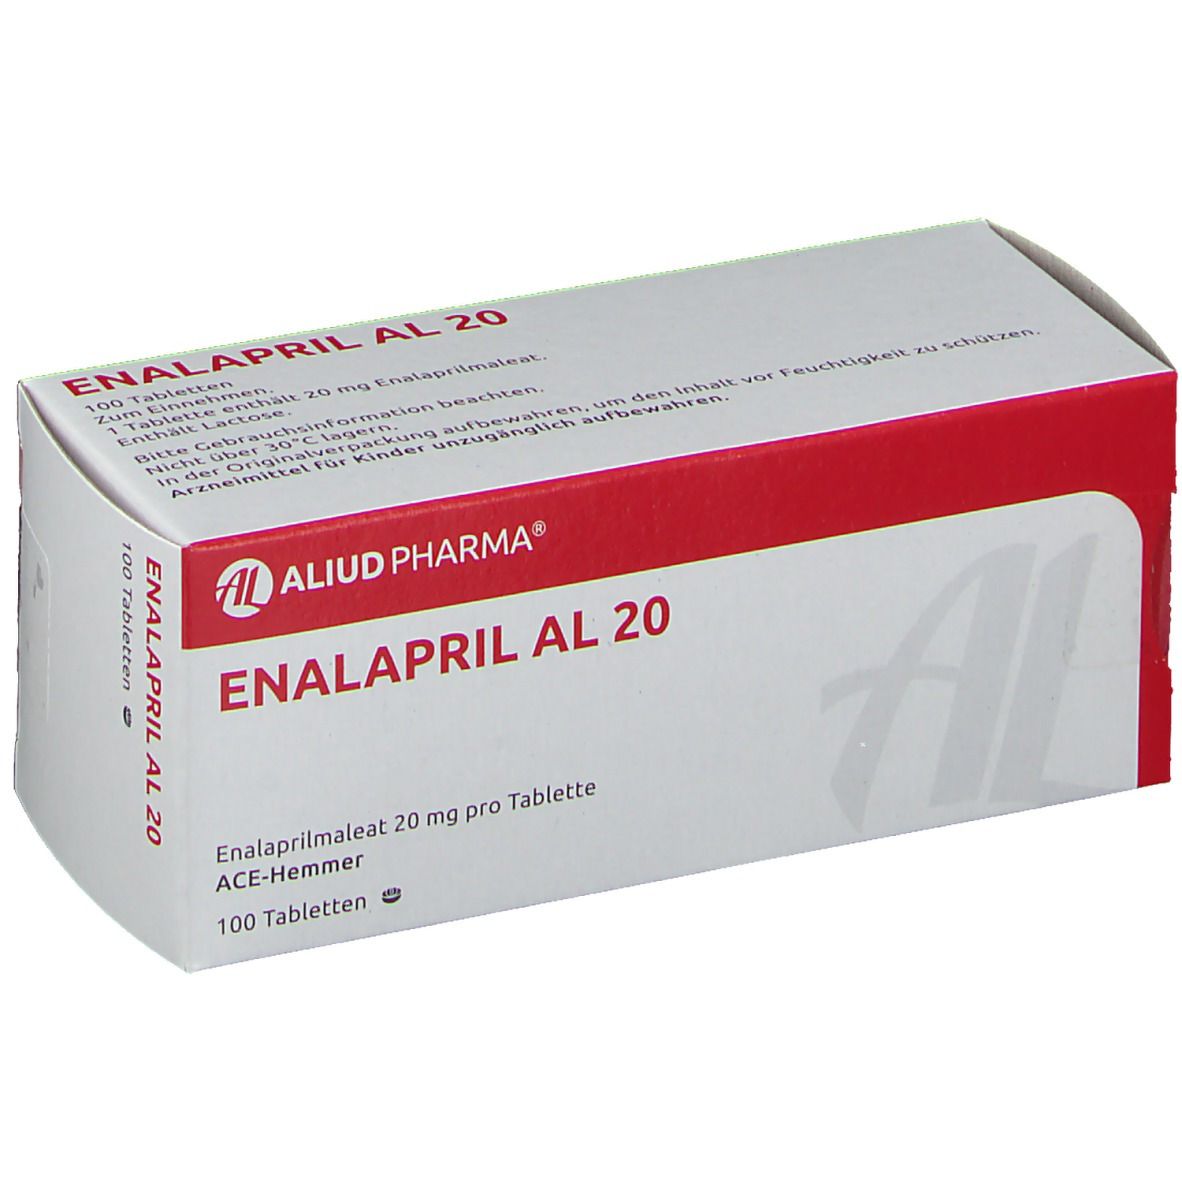 ENALAPRIL AL 20
100 Tabletten
Zum Einnehmen.
1 Tablette enthält 20 mg Enalaprilmaleat.
Enthält Lactose.
Bitte Gebrauchsinformation beachten.
Nicht über 30°C lagern.
In der Originalverpackung aufbewahren, um den Inhalt vor Feuchtigkeit zu schützen.
Arzneimittel für Kinder unzugänglich aufbewahren.
AL ALIUD PHARMA®
ENALAPRIL AL 20
AL
Enalaprilmaleat 20 mg pro Tablette
ACE-Hemmer
100 Tabletten
ENALAPRIL AL 20
100 Tabletten